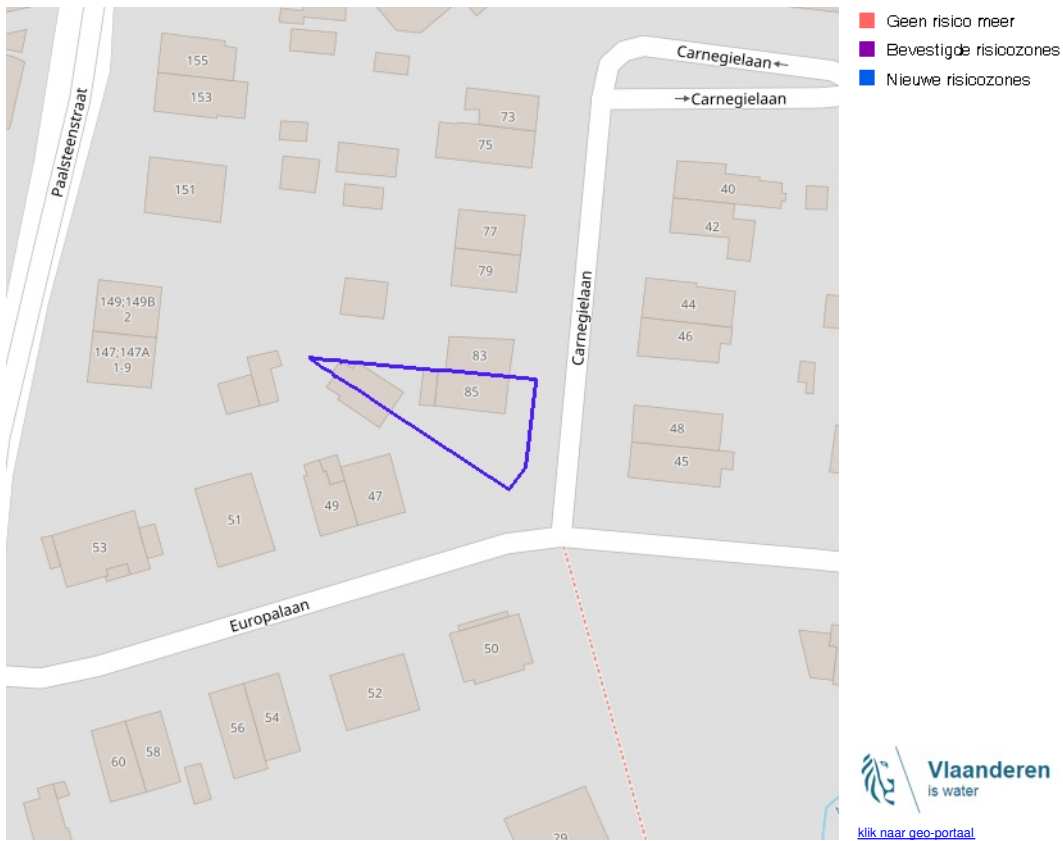 Geen risico meer
Bevestigde risicozones
Nieuwe risicozones
Carnegielaan←
→Carnegielaan
155
153
73
75
Paalsteenstraat
151
40
42
77
79
149;149B
2
147;147A
1-9
44
46
Carnegielaan
83
85
48
45
49
47
51
53
Europalaan
50
52
54
56
58
60
29
Vlaanderen
is water
klik naar geo-portaal